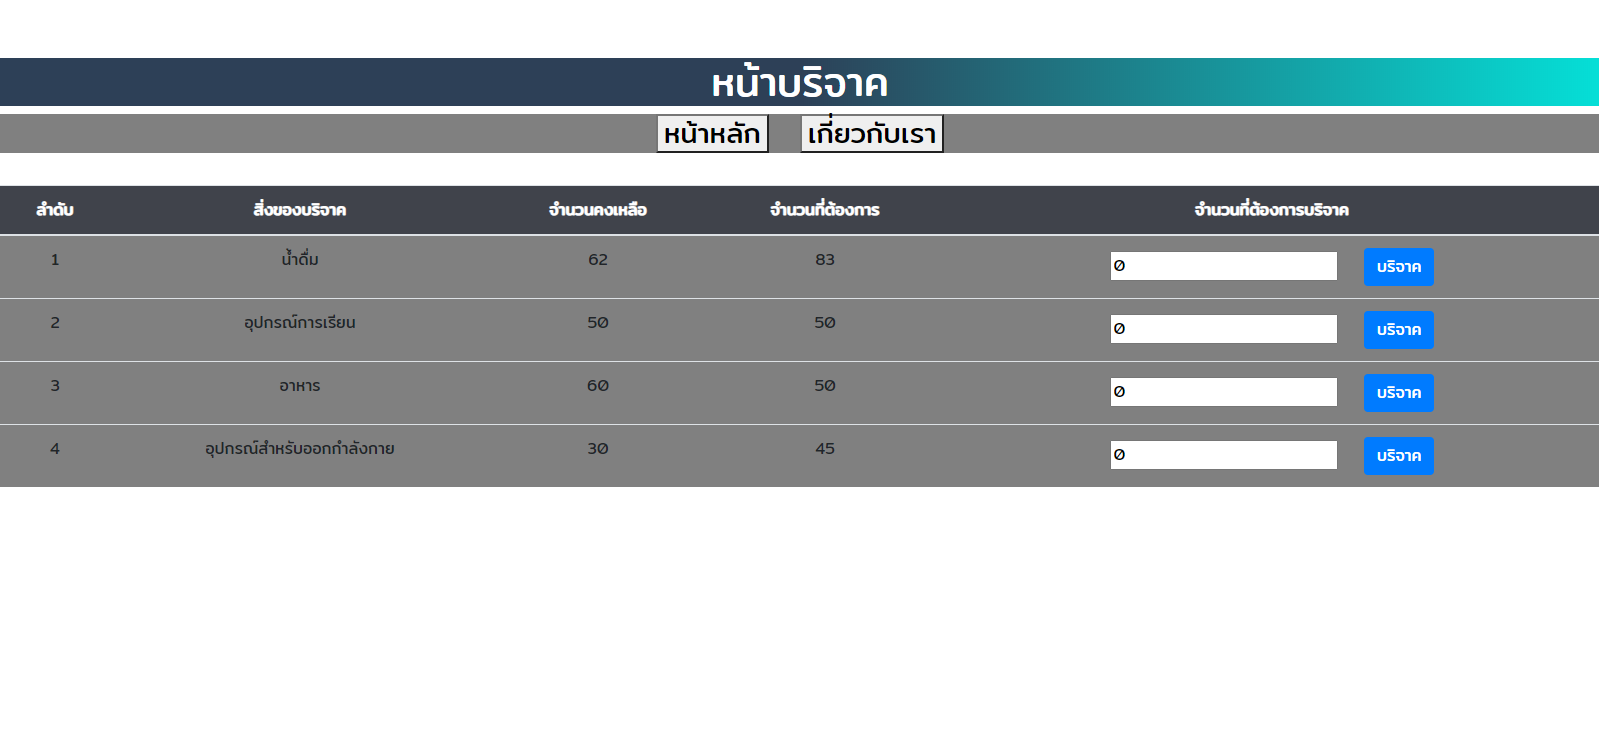 หน้าบริจาค
หน้าหลัก เกี่ยวกับเรา
ลำดับ สิ่งของบริจาค จำนวนคงเหลือ จำนวนที่ต้องการ จำนวนที่ต้องการบริจาค
1 น้ำดื่ม 62 83 0 บริจาค
2 อุปกรณ์การเรียน 50 50 0 บริจาค
3 อาหาร 60 50 0 บริจาค
4 อุปกรณ์สำหรับออกกำลังกาย 30 45 0 บริจาค